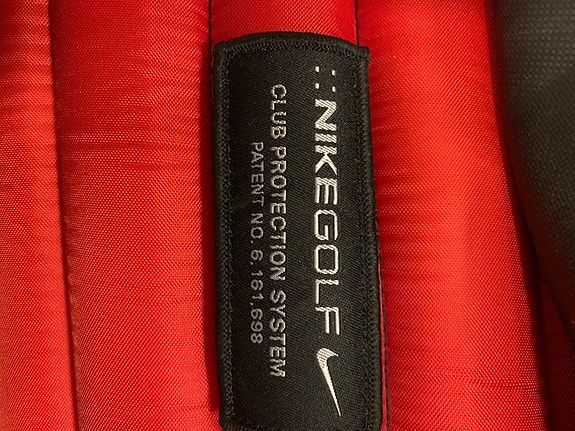 ::NIKEGOLF
CLUB PROTECTION SYSTEM
PATENT NO. 6,161,698